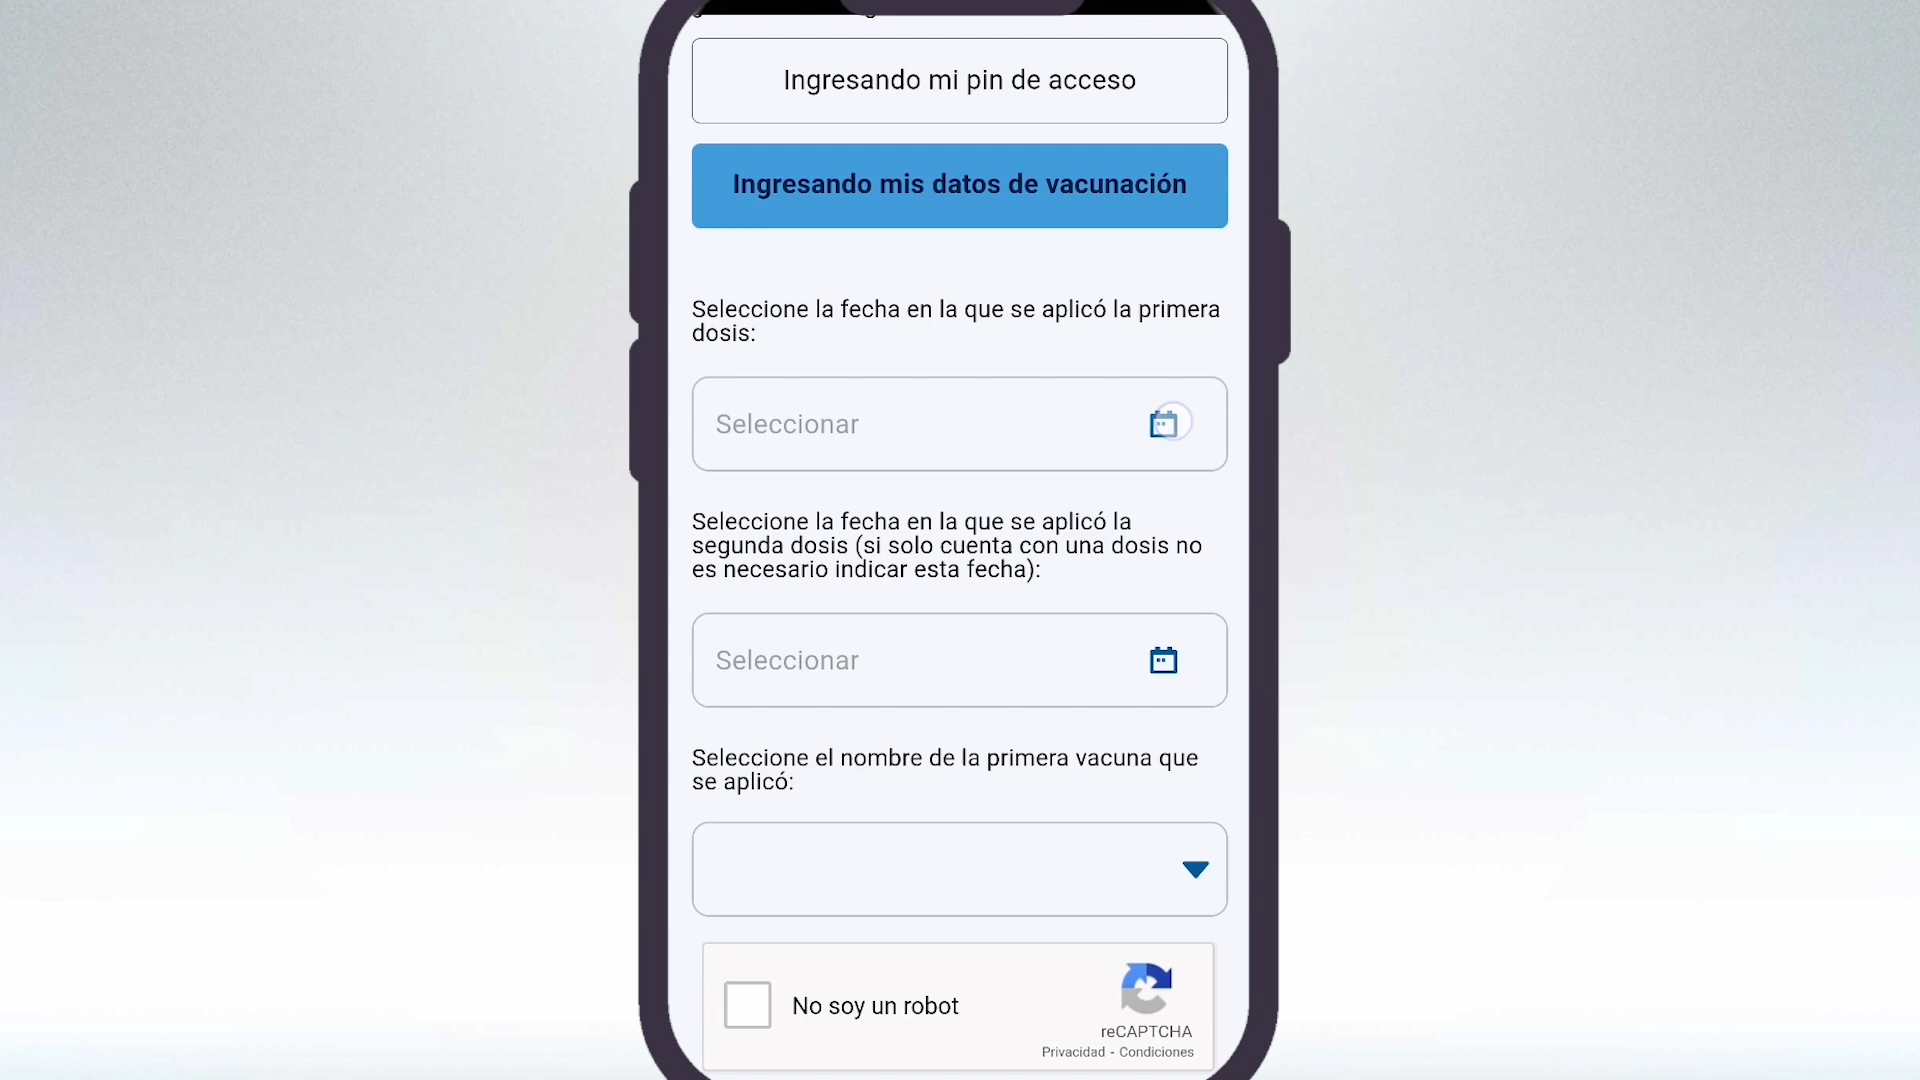 Ingresando mi pin de acceso
Ingresando mis datos de vacunación
Seleccione la fecha en la que se aplicó la primera
dosis:
Seleccionar
Seleccione la fecha en la que se aplicó la
segunda dosis (si solo cuenta con una dosis no
es necesario indicar esta fecha):
Seleccionar
Seleccione el nombre de la primera vacuna que
se aplicó:
No soy un robot
reCAPTCHA
Privacidad - Condiciones